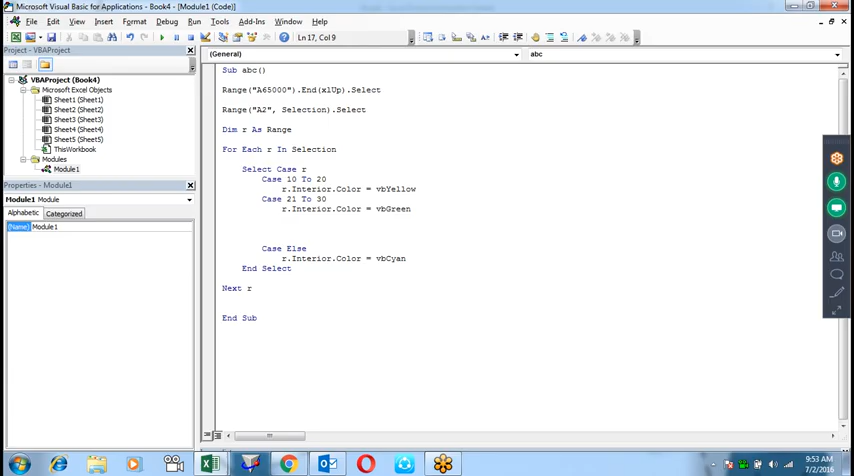 Microsoft Visual Basic for Applications - Book4 - [Module1 (Code)]
File Edit View Insert Format Debug Run Tools Add-Ins Window Help
Ln 17, Col 9
Project - VBAProject
(General) abc
VBAProject (Book4)
Microsoft Excel Objects
Sheet1 (Sheet1)
Sheet2 (Sheet2)
Sheet3 (Sheet3)
Sheet4 (Sheet4)
Sheet5 (Sheet5)
ThisWorkbook
Modules
Module1
Properties - Module1
Module1 Module
Alphabetic Categorized
(Name) Module1
Sub abc()
Range("A65000").End(xlUp).Select
Range("A2", Selection).Select
Dim r As Range
For Each r In Selection
Select Case r
Case 10 To 20
r.Interior.Color = vbYellow
Case 21 To 30
r.Interior.Color = vbGreen
Case Else
r.Interior.Color = vbCyan
End Select
Next r
End Sub
9:53 AM
7/2/2016